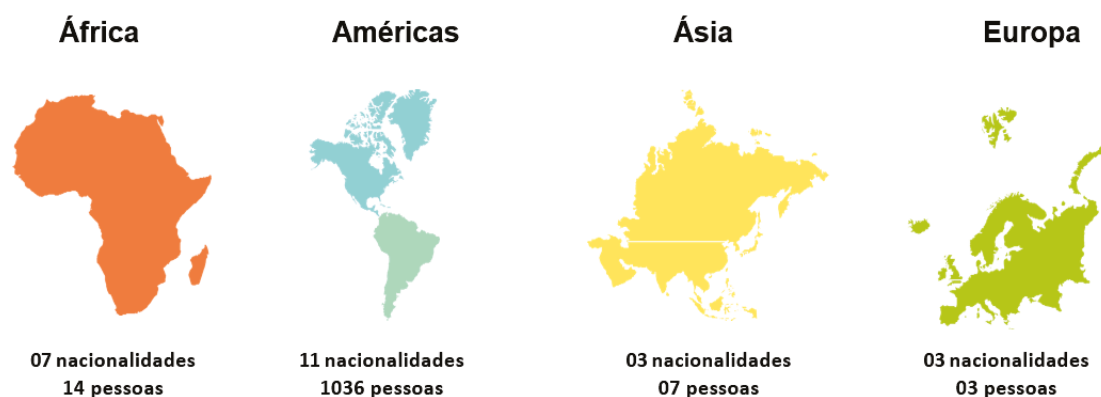 África
07 nacionalidades
14 pessoas
Américas
11 nacionalidades
1036 pessoas
Ásia
03 nacionalidades
07 pessoas
Europa
03 nacionalidades
03 pessoas